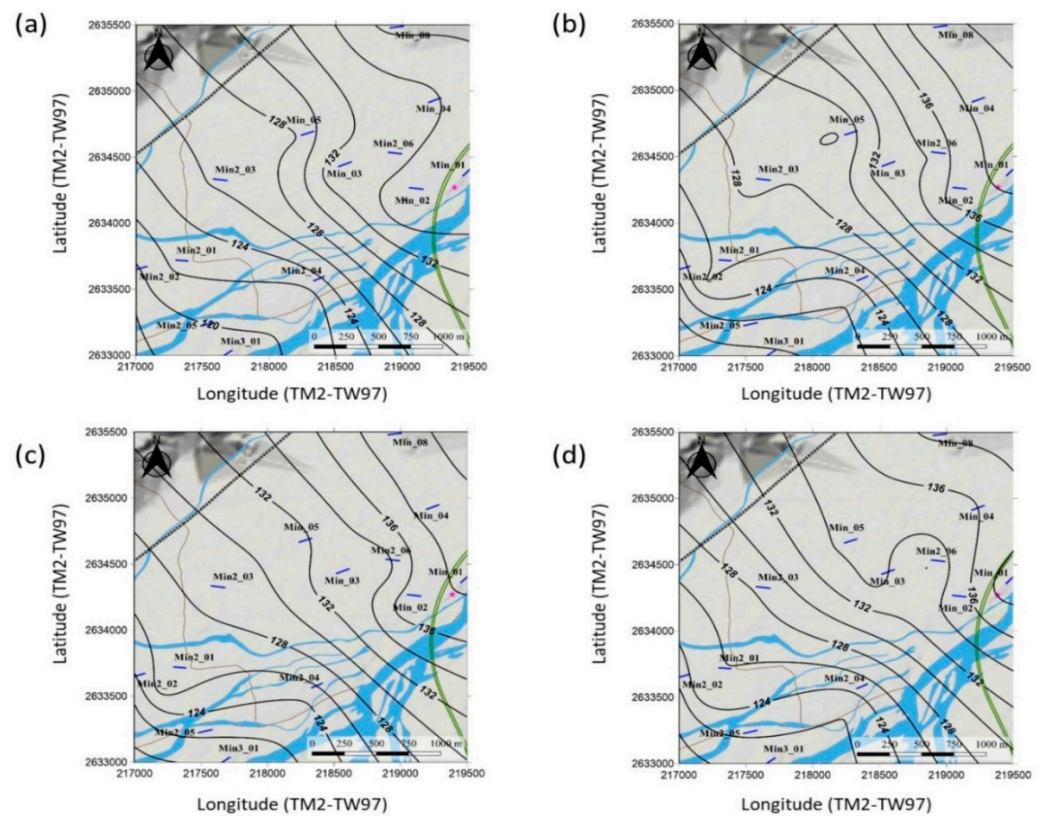 (a)
(b)
Latitude (TM2-TW97)
2635500
2635000
2634500
2634000
2633500
2633000
N
Min_08
Min_04
128
Min_05
132
Min2_06
Min_03
Min_01
Min2_03
Min_02
128
124
Min2_01
Min2_02
Min2_04
132
Min2_05
120
124
128
Min3_01
0 250 500 750 1000 m
217000 217500 218000 218500 219000 219500
Longitude (TM2-TW97)
Latitude (TM2-TW97)
2635500
2635000
2634500
2634000
2633500
2633000
N
Min_08
136
Min_04
Min_05
Min2_06
132
Min_03
Min_01
128
Min2_03
Min_02
136
Min2_01
Min2_02
Min2_04
132
124
Min2_05
124
128
Min3_01
0 250 500 750 1000 m
217000 217500 218000 218500 219000 219500
Longitude (TM2-TW97)
(c)
(d)
Latitude (TM2-TW97)
2635500
2635000
2634500
2634000
2633500
2633000
N
Min_08
132
Min_04
136
Min_05
Min2_06
Min_03
Min_01
Min2_03
132
Min_02
128
136
Min2_01
Min2_02
Min2_04
132
124
Min2_05
124
128
Min3_01
0 250 500 750 1000 m
217000 217500 218000 218500 219000 219500
Longitude (TM2-TW97)
Latitude (TM2-TW97)
2635500
2635000
2634500
2634000
2633500
2633000
N
Min_08
132
136
Min_04
Min_05
Min2_06
128
Min2_03
Min_03
Min_01
136
Min_02
132
128
Min2_01
Min2_02
Min2_04
132
124
Min2_05
124
128
Min3_01
0 250 500 750 1000 m
217000 217500 218000 218500 219000 219500
Longitude (TM2-TW97)